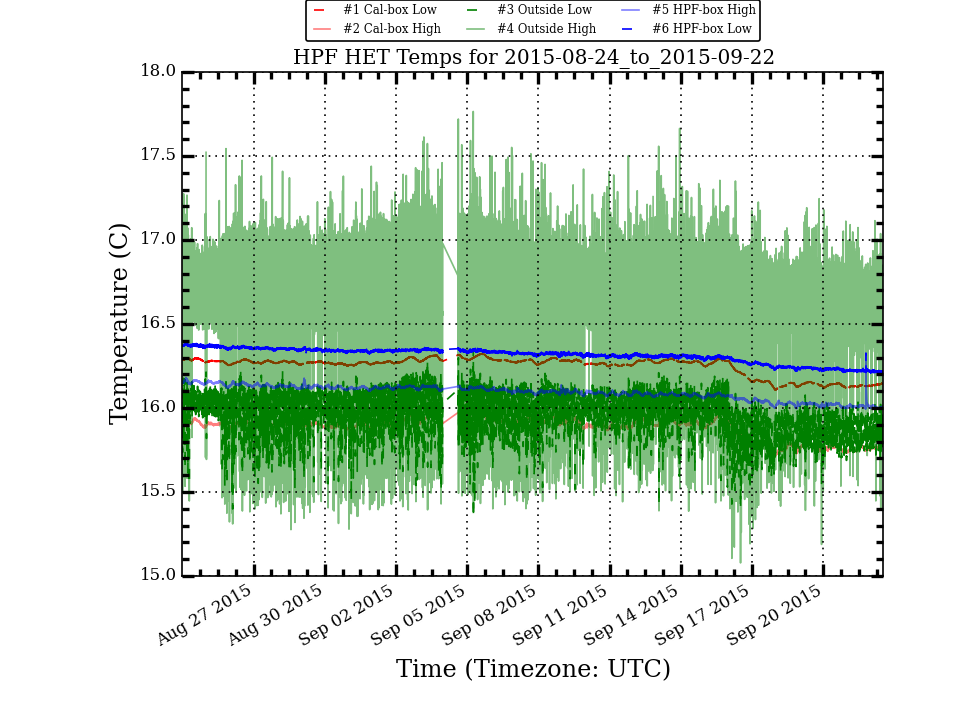 #1 Cal-box Low #3 Outside Low #5 HPF-box High
#2 Cal-box High #4 Outside High #6 HPF-box Low
HPF HET Temps for 2015-08-24_to_2015-09-22
18.0
17.5
17.0
16.5
16.0
15.5
15.0
Temperature (C)
Aug 27 2015 Aug 30 2015 Sep 02 2015 Sep 05 2015 Sep 08 2015 Sep 11 2015 Sep 14 2015 Sep 17 2015 Sep 20 2015
Time (Timezone: UTC)